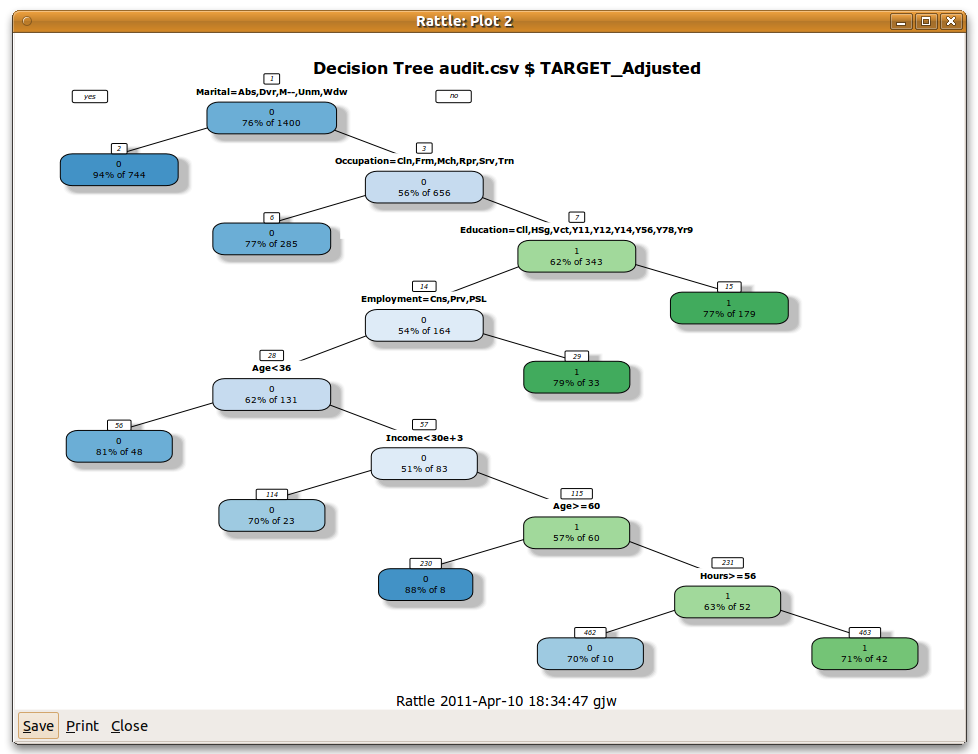 Rattle: Plot 2
Decision Tree audit.csv $ TARGET_Adjusted
1
yes
Marital=Abs,Dvr,M--,Unm,Wdw
no
0
76% of 1400
2
0
94% of 744
3
Occupation=Cln,Frm,Mch,Rpr,Srv,Trn
0
56% of 656
6
0
77% of 285
7
Education=Cll,HSg,Vct,Y11,Y12,Y14,Y56,Y78,Yr9
1
62% of 343
14
Employment=Cns,Prv,PSL
0
54% of 164
15
1
77% of 179
28
Age<36
0
62% of 131
29
1
79% of 33
56
0
81% of 48
57
Income<30e+3
0
51% of 83
114
0
70% of 23
115
Age>=60
1
57% of 60
230
0
88% of 8
231
Hours>=56
1
63% of 52
462
0
70% of 10
463
1
71% of 42
Rattle 2011-Apr-10 18:34:47 gjw
Save Print Close